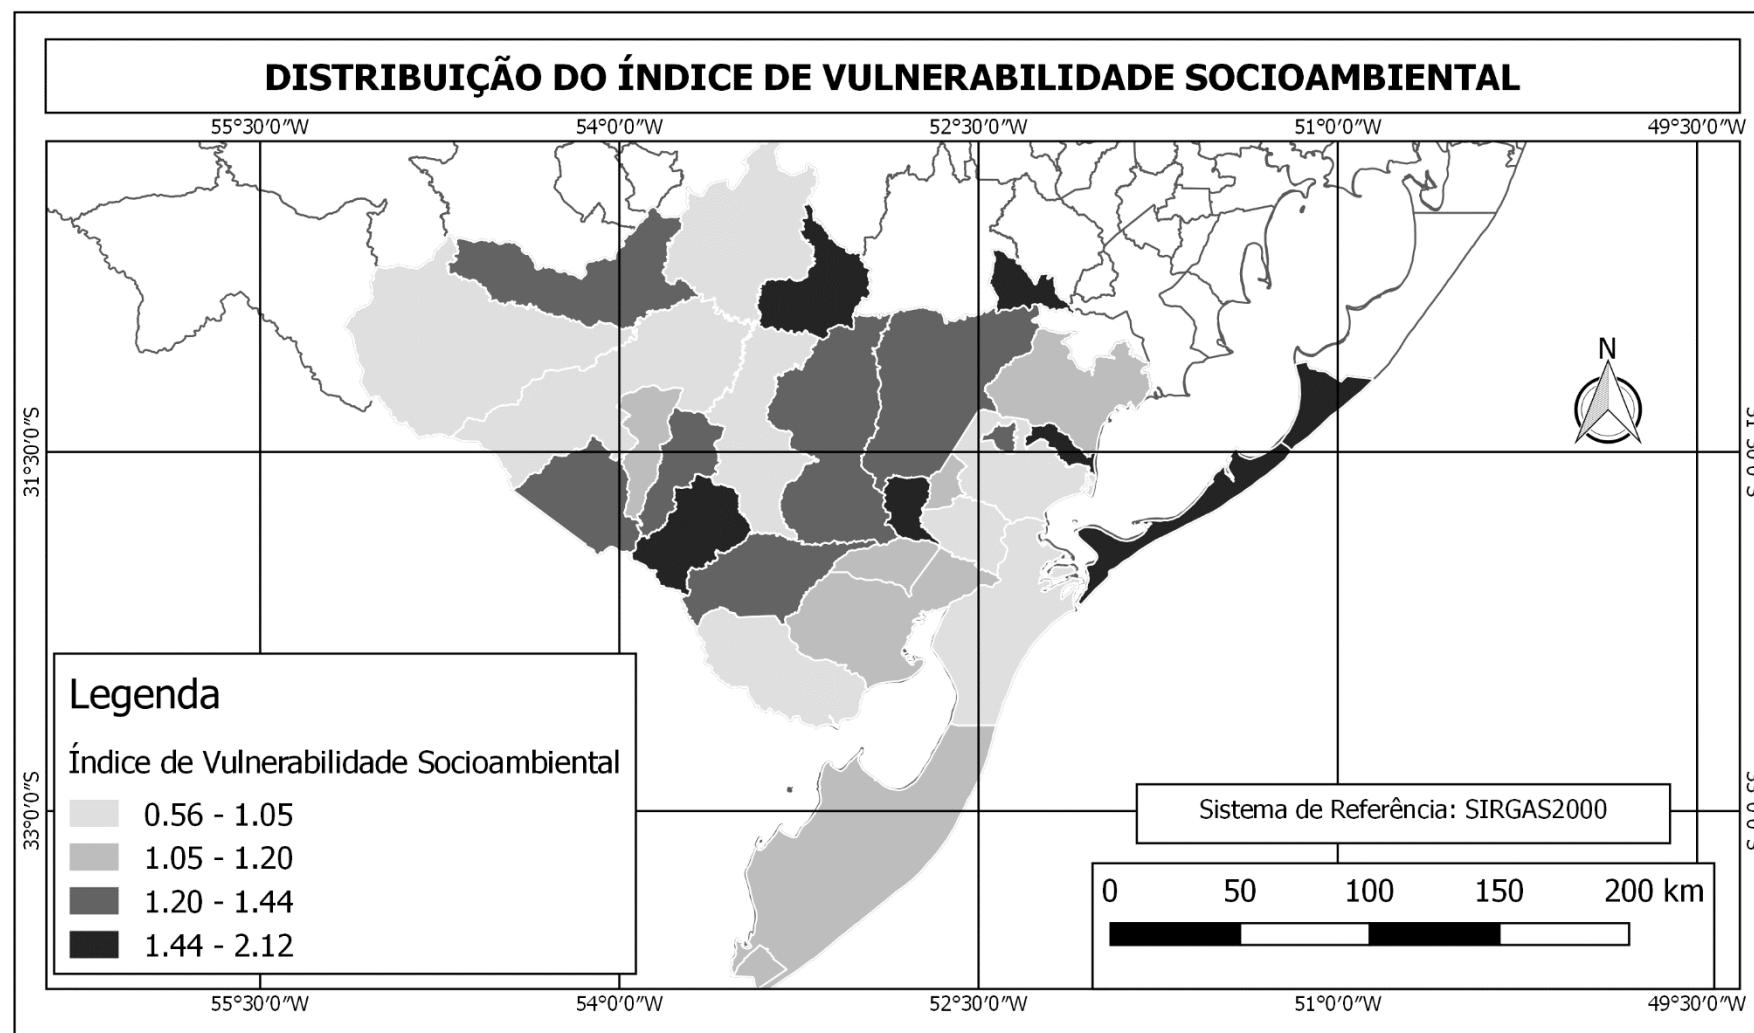 DISTRIBUIÇÃO DO ÍNDICE DE VULNERABILIDADE SOCIOAMBIENTAL
55°30′0″W 54°0′0″W 52°30′0″W 51°0′0″W 49°30′0″W
N
31°30′0″S
33°0′0″S
Legenda
Índice de Vulnerabilidade Socioambiental
0.56 - 1.05
1.05 - 1.20
1.20 - 1.44
1.44 - 2.12
Sistema de Referência: SIRGAS2000
0 50 100 150 200 km
55°30′0″W 54°0′0″W 52°30′0″W 51°0′0″W 49°30′0″W